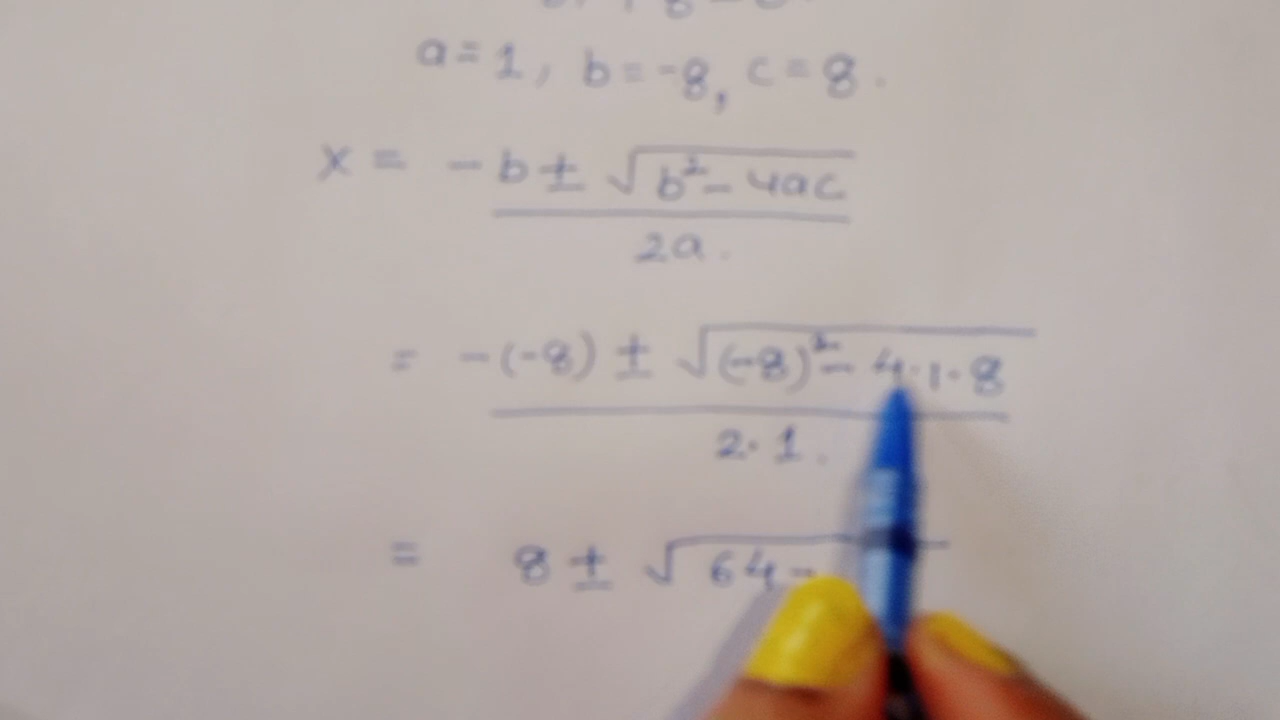 a=1, b=-8, c=8.
x = -b ± √b²-4ac
2a.
= -(-8) ± √(-8)²-4·1·8
2·1.
= 8 ± √64-